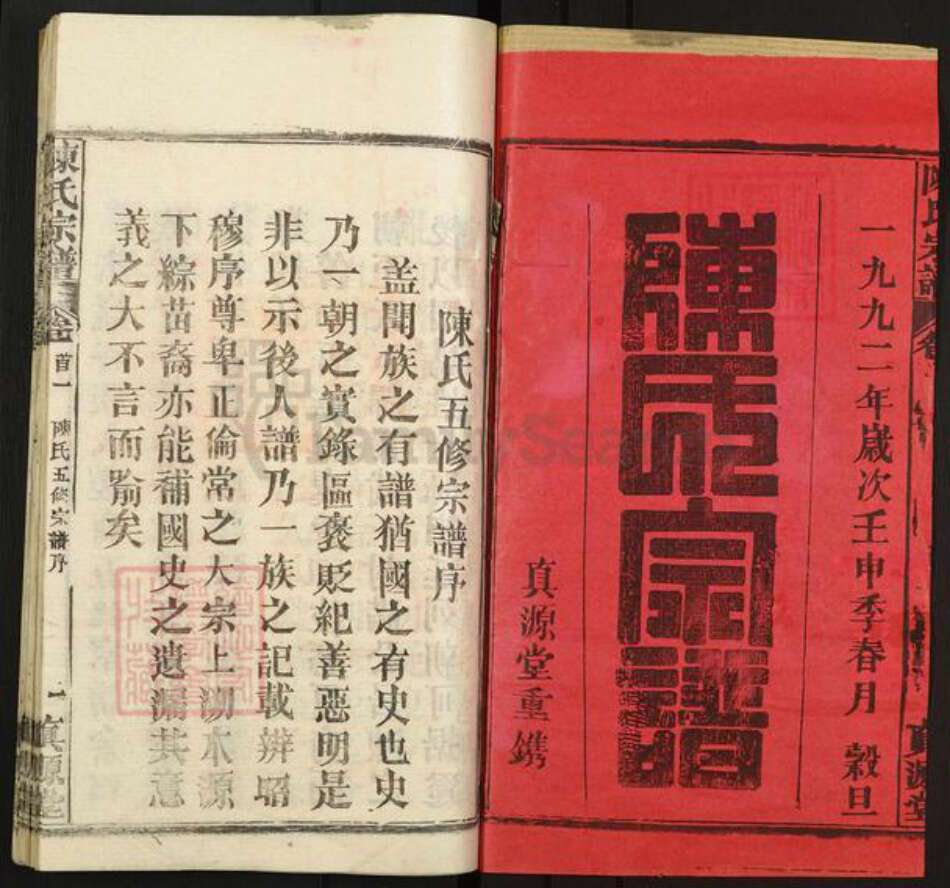 一九九二年歲次壬申季春月 穀旦
陳氏宗譜
真源堂重鐫
陳氏五修宗譜序
盖聞族之有譜猶國之有史也史
乃一朝之實錄區褒貶紀善惡明是
非以示後人譜乃一族之記載辨昭
穆序尊卑正倫常之大宗上溯水源
下綜苗裔亦能補國史之遺漏其意
義之大不言而喻矣
陳氏宗譜 卷 首一 陳氏五修宗譜序 一 真源堂